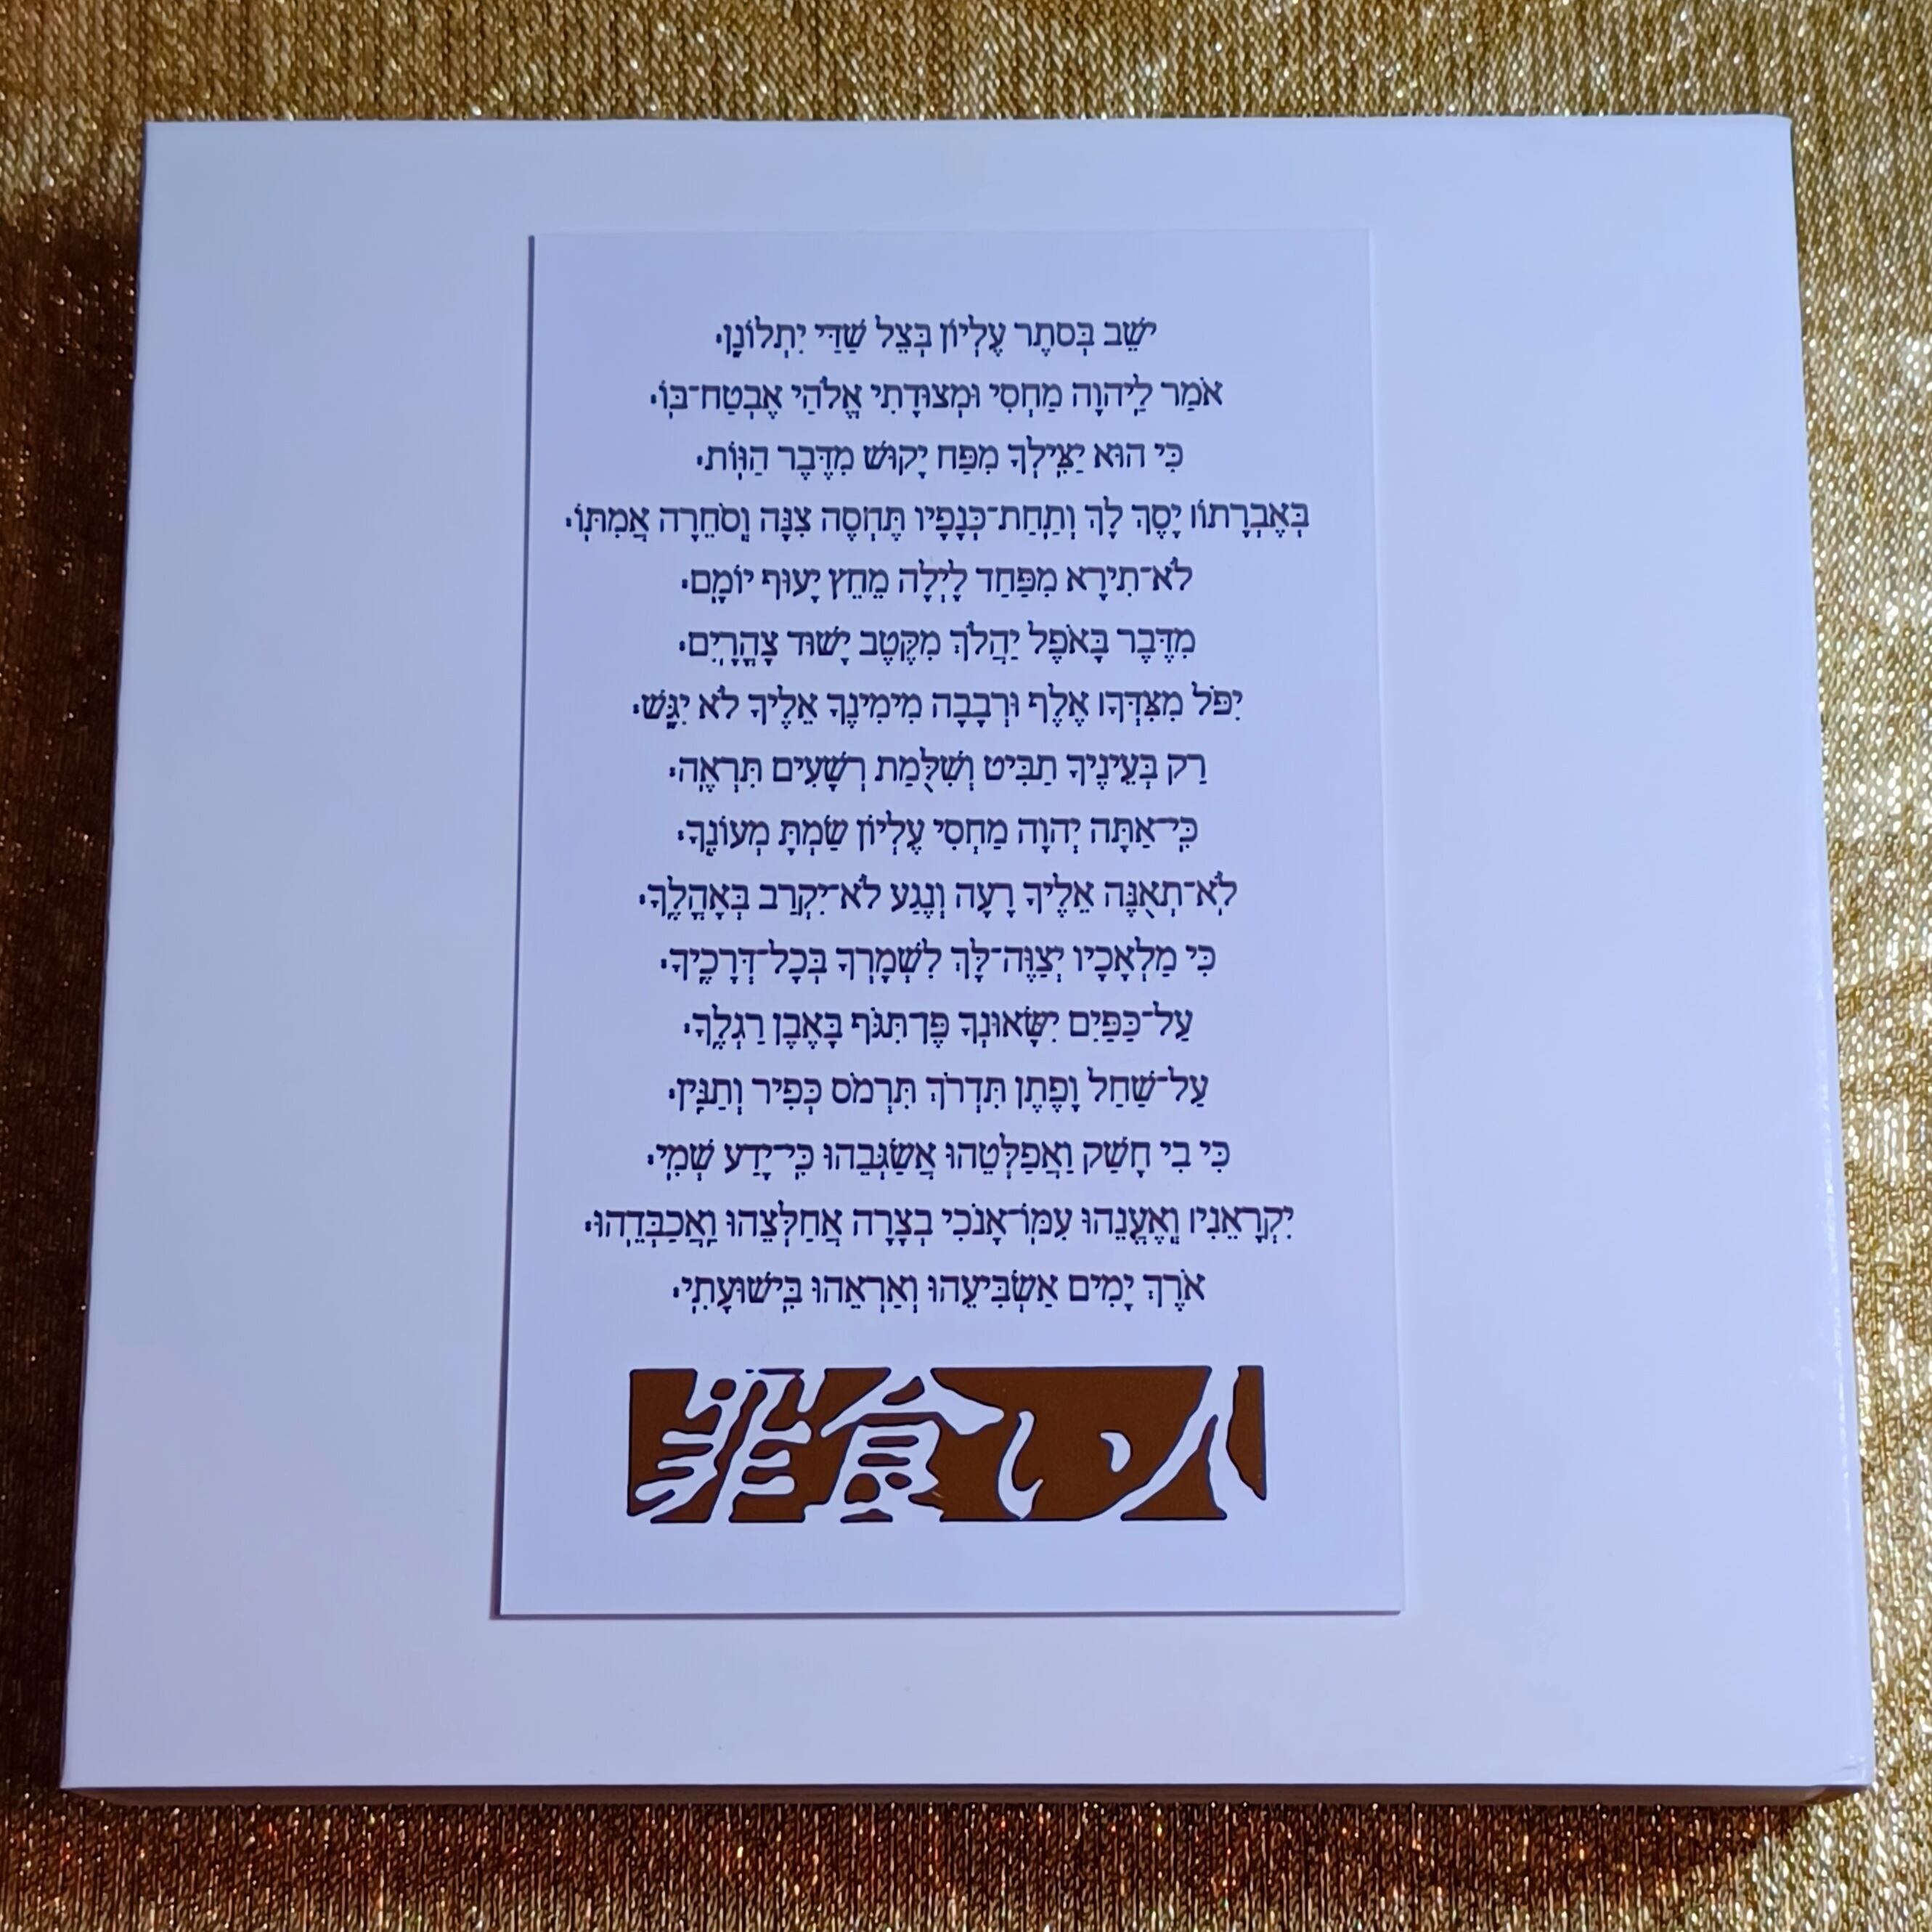 יֹשֵׁב בְּסֵתֶר עֶלְיוֹן בְּצֵל שַׁדַּי יִתְלוֹנָן׃
אֹמַר לַיהוָה מַחְסִי וּמְצוּדָתִי אֱלֹהַי אֶבְטַח־בּוֹ׃
כִּי הוּא יַצִּילְךָ מִפַּח יָקוּשׁ מִדֶּבֶר הַוּוֹת׃
בְּאֶבְרָתוֹ׀ יָסֶךְ לָךְ וְתַחַת־כְּנָפָיו תֶּחְסֶה צִנָּה וְסֹחֵרָה אֲמִתּוֹ׃
לֹא־תִירָא מִפַּחַד לָיְלָה מֵחֵץ יָעוּף יוֹמָם׃
מִדֶּבֶר בָּאֹפֶל יַהֲלֹךְ מִקֶּטֶב יָשׁוּד צָהֳרָיִם׃
יִפֹּל מִצִּדְּךָ׀ אֶלֶף וּרְבָבָה מִימִינֶךָ אֵלֶיךָ לֹא יִגָּשׁ׃
רַק בְּעֵינֶיךָ תַבִּיט וְשִׁלֻּמַת רְשָׁעִים תִּרְאֶה׃
כִּי־אַתָּה יְהוָה מַחְסִי עֶלְיוֹן שַׂמְתָּ מְעוֹנֶךָ׃
לֹא־תְאֻנֶּה אֵלֶיךָ רָעָה וְנֶגַע לֹא־יִקְרַב בְּאָהֳלֶךָ׃
כִּי מַלְאָכָיו יְצַוֶּה־לָּךְ לִשְׁמָרְךָ בְּכָל־דְּרָכֶיךָ׃
עַל־כַּפַּיִם יִשָּׂאוּנְךָ פֶּן־תִּגֹּף בָּאֶבֶן רַגְלֶךָ׃
עַל־שַׁחַל וָפֶתֶן תִּדְרֹךְ תִּרְמֹס כְּפִיר וְתַנִּין׃
כִּי בִי חָשַׁק וַאֲפַלְּטֵהוּ אֲשַׂגְּבֵהוּ כִּי־יָדַע שְׁמִי׃
יִקְרָאֵנִי׀ וְאֶעֱנֵהוּ עִמּוֹ־אָנֹכִי בְצָרָה אֲחַלְּצֵהוּ וַאֲכַבְּדֵהוּ׃
אֹרֶךְ יָמִים אַשְׂבִּיעֵהוּ וְאַרְאֵהוּ בִּישׁוּעָתִי׃